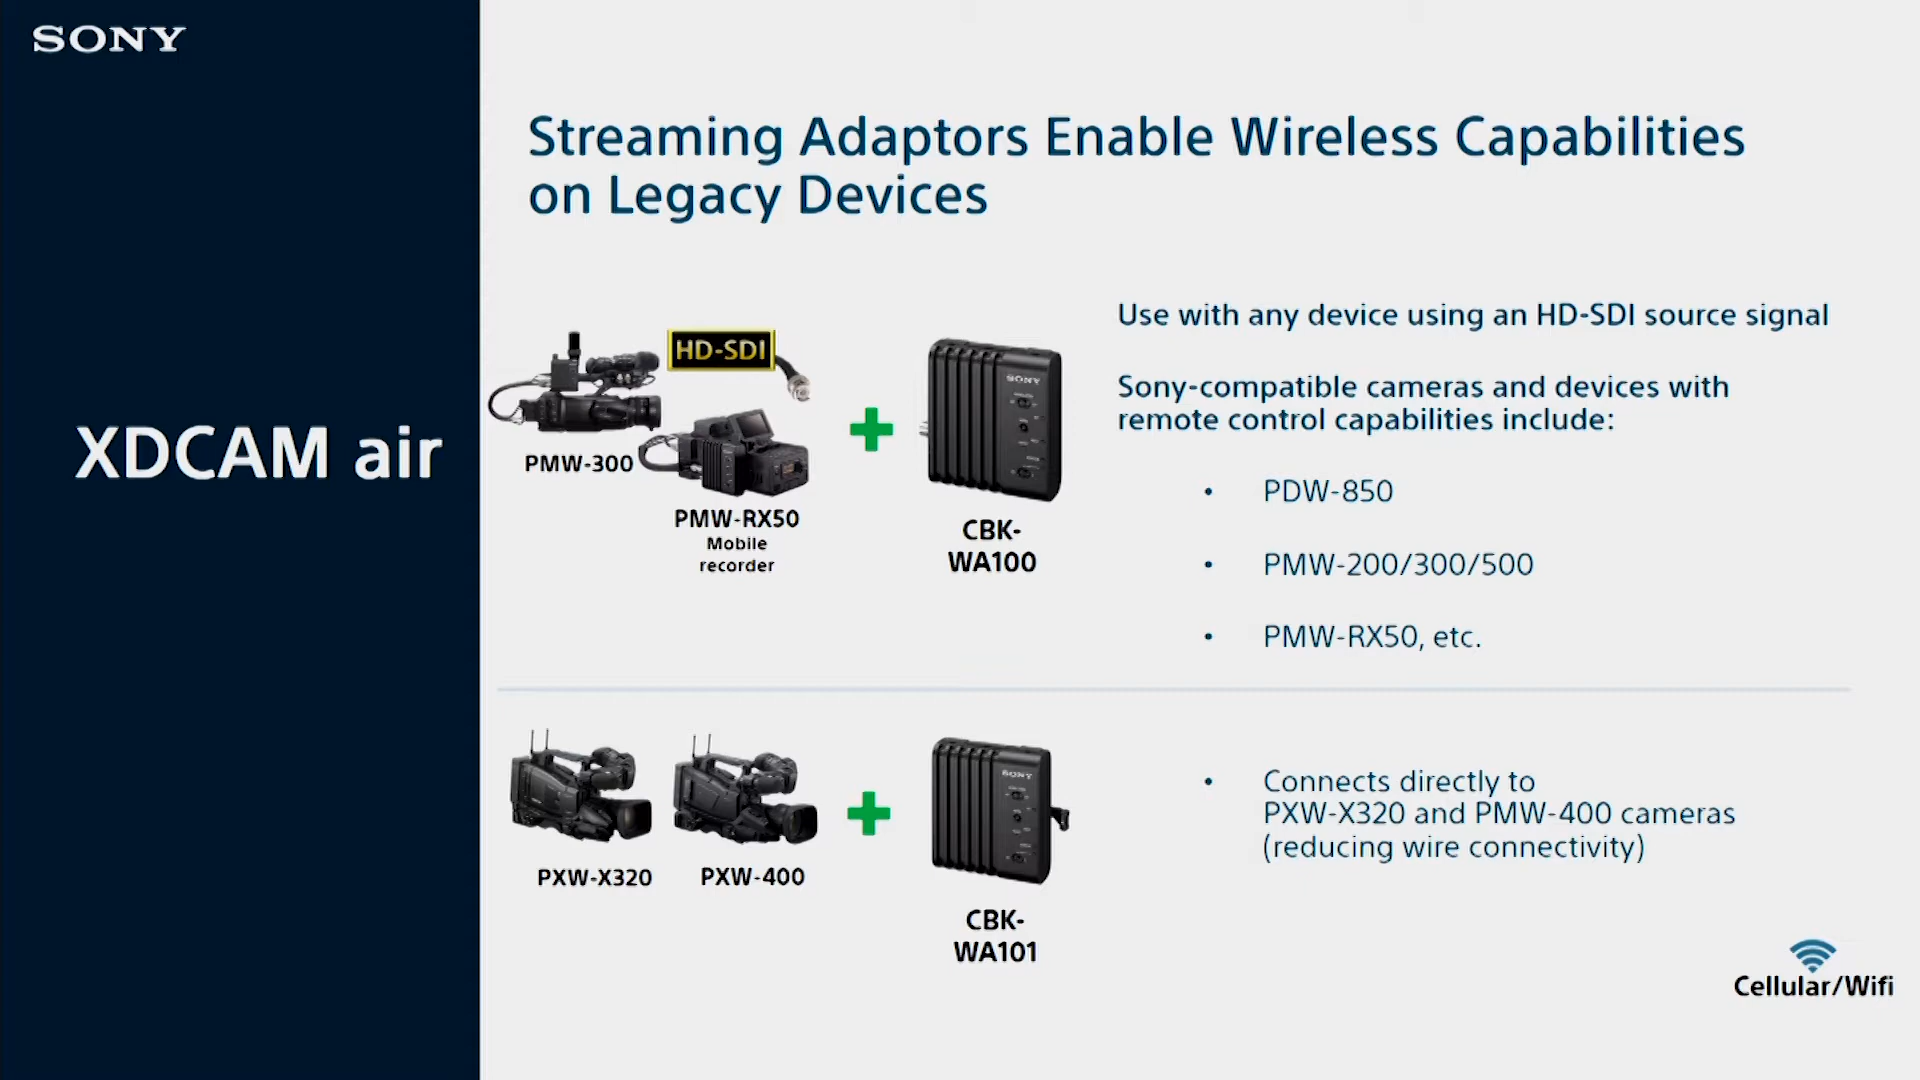 SONY
XDCAM air
Streaming Adaptors Enable Wireless Capabilities
on Legacy Devices
HD-SDI
PMW-300
PMW-RX50
Mobile
recorder
SONY
CBK-
WA100
Use with any device using an HD-SDI source signal
Sony-compatible cameras and devices with
remote control capabilities include:
• PDW-850
• PMW-200/300/500
• PMW-RX50, etc.
PXW-X320
PXW-400
SONY
CBK-
WA101
• Connects directly to
PXW-X320 and PMW-400 cameras
(reducing wire connectivity)
Cellular/Wifi